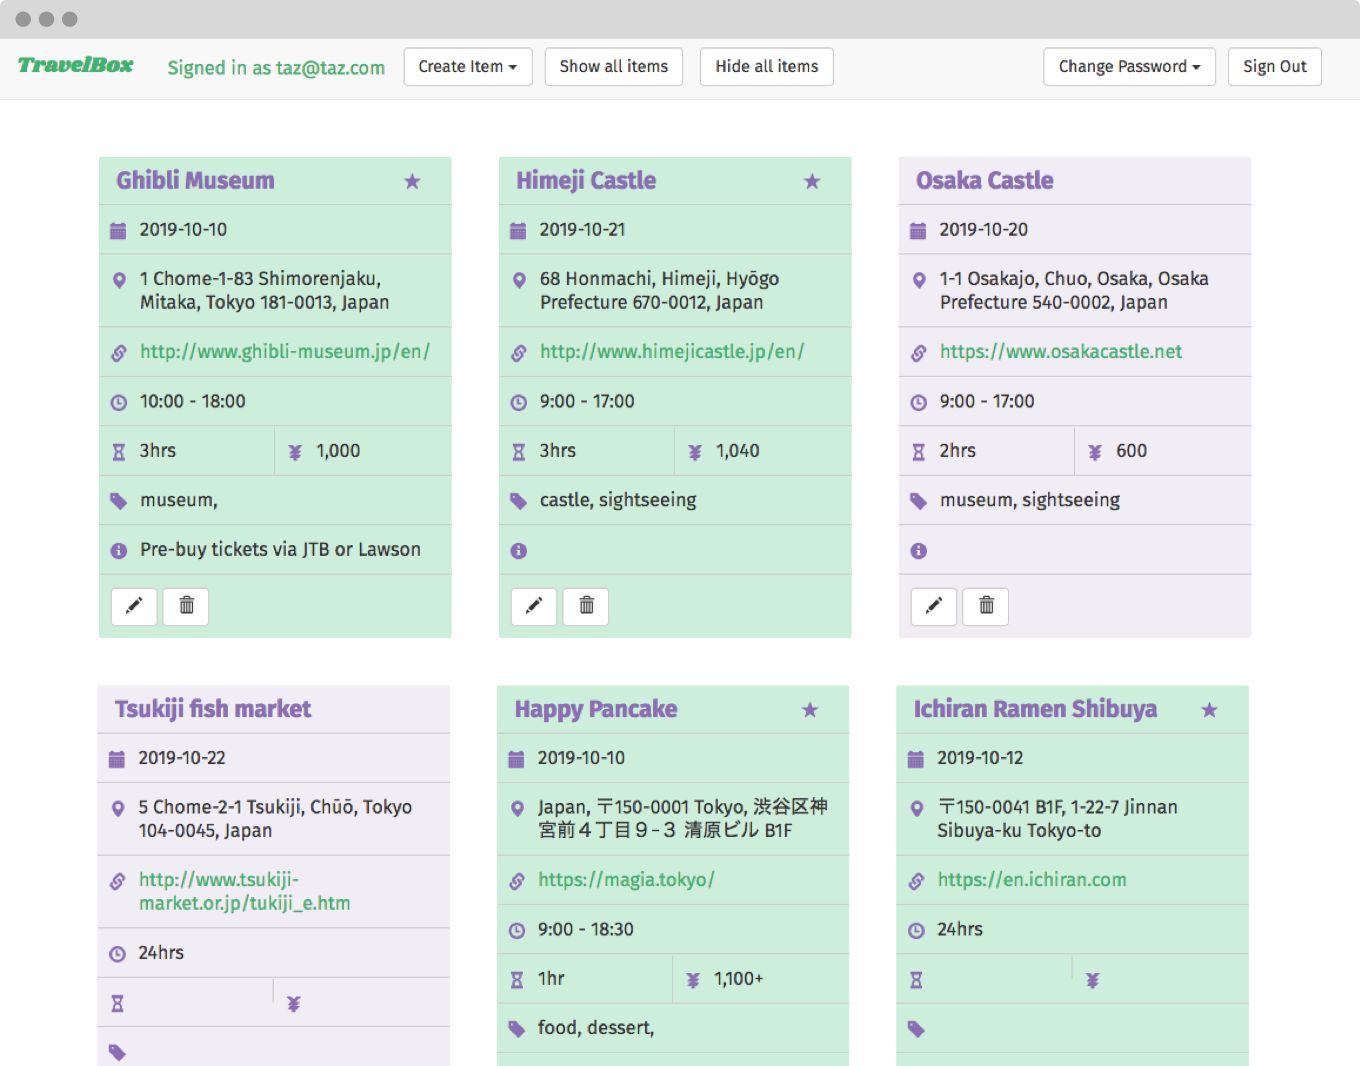 TravelBox
Signed in as taz@taz.com
Create Item
Show all items
Hide all items
Change Password
Sign Out
Ghibli Museum
2019-10-10
1 Chome-1-83 Shimorenjaku,
Mitaka, Tokyo 181-0013, Japan
http://www.ghibli-museum.jp/en/
10:00 - 18:00
3hrs
¥ 1,000
museum,
Pre-buy tickets via JTB or Lawson
Himeji Castle
2019-10-21
68 Honmachi, Himeji, Hyōgo
Prefecture 670-0012, Japan
http://www.himejicastle.jp/en/
9:00 - 17:00
3hrs
¥ 1,040
castle, sightseeing
Osaka Castle
2019-10-20
1-1 Osakajo, Chuo, Osaka, Osaka
Prefecture 540-0002, Japan
https://www.osakacastle.net
9:00 - 17:00
2hrs
¥ 600
museum, sightseeing
Tsukiji fish market
2019-10-22
5 Chome-2-1 Tsukiji, Chūō, Tokyo
104-0045, Japan
http://www.tsukiji-
market.or.jp/tukiji_e.htm
24hrs
¥
Happy Pancake
2019-10-10
Japan, 〒150-0001 Tokyo, 渋谷区神
宮前４丁目９−３ 清原ビル B1F
https://magia.tokyo/
9:00 - 18:30
1hr
¥ 1,100+
food, dessert,
Ichiran Ramen Shibuya
2019-10-12
〒150-0041 B1F, 1-22-7 Jinnan
Sibuya-ku Tokyo-to
https://en.ichiran.com
24hrs
¥